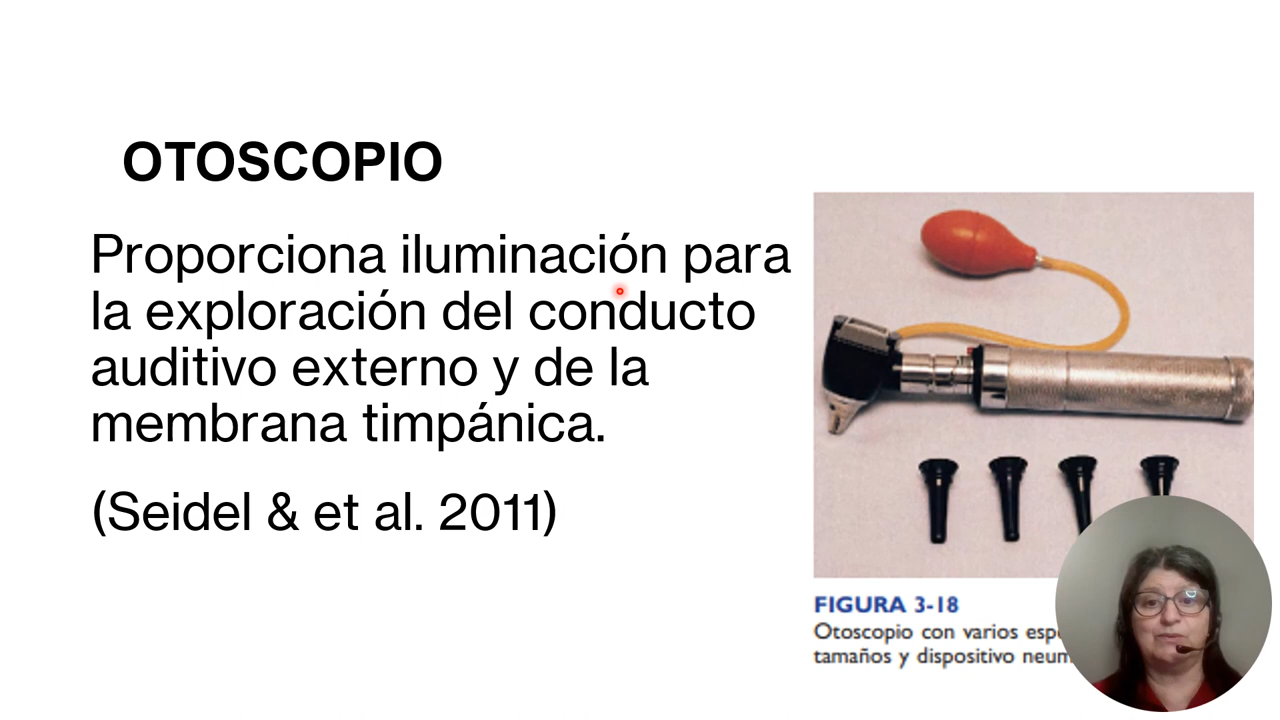 OTOSCOPIO
Proporciona iluminación para
la exploración del conducto
auditivo externo y de la
membrana timpánica.
(Seidel & et al. 2011)
FIGURA 3-18
Otoscopio con varios
tamaños y dispositivo